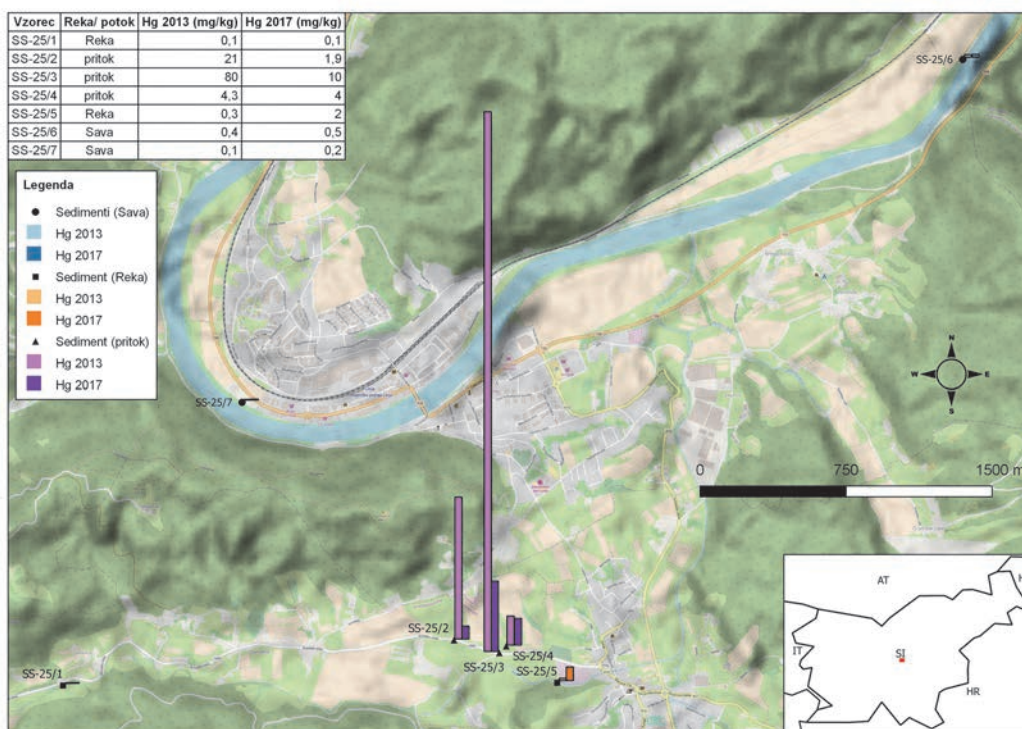 Vzorec Reka/ potok Hg 2013 (mg/kg) Hg 2017 (mg/kg)
SS-25/1 Reka 0,1 0,1
SS-25/2 pritok 21 1,9
SS-25/3 pritok 80 10
SS-25/4 pritok 4,3 4
SS-25/5 Reka 0,3 2
SS-25/6 Sava 0,4 0,5
SS-25/7 Sava 0,1 0,2
SS-25/6
Legenda
Sedimenti (Sava)
Hg 2013
Hg 2017
Sediment (Reka)
Hg 2013
Hg 2017
Sediment (pritok)
Hg 2013
Hg 2017
N
W E
S
SS-25/7
0 750 1500 m
SS-25/2
SS-25/4
SS-25/3
SS-25/5
SS-25/1
AT
IT
SI
HR